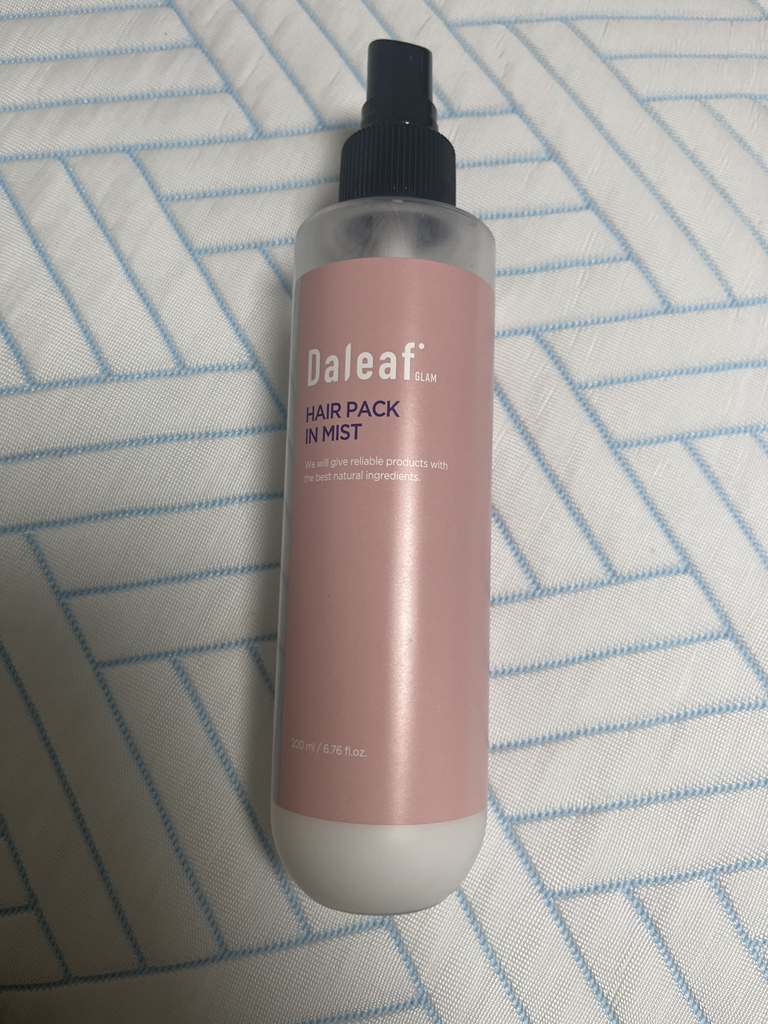 Daleaf GLAM
HAIR PACK
IN MIST
We will give reliable products with
the best natural ingredients.
200 ml / 6.76 fl.oz.